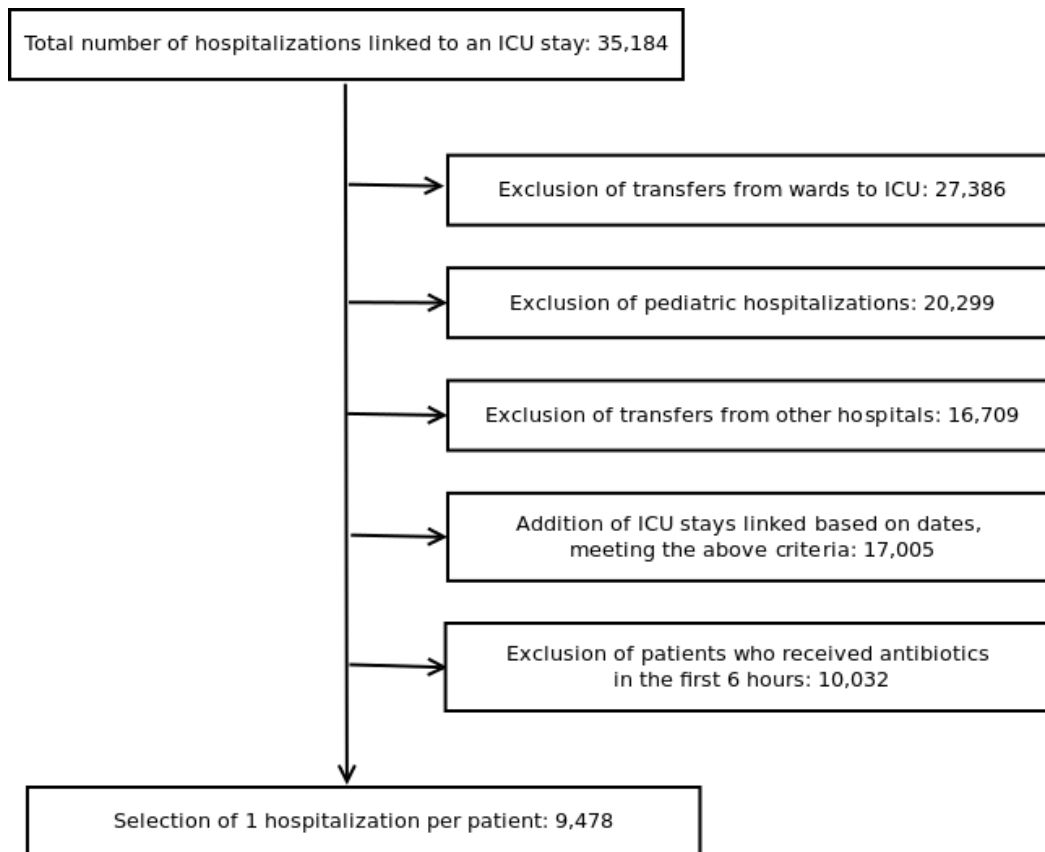 Total number of hospitalizations linked to an ICU stay: 35,184
Exclusion of transfers from wards to ICU: 27,386
Exclusion of pediatric hospitalizations: 20,299
Exclusion of transfers from other hospitals: 16,709
Addition of ICU stays linked based on dates,
meeting the above criteria: 17,005
Exclusion of patients who received antibiotics
in the first 6 hours: 10,032
Selection of 1 hospitalization per patient: 9,478